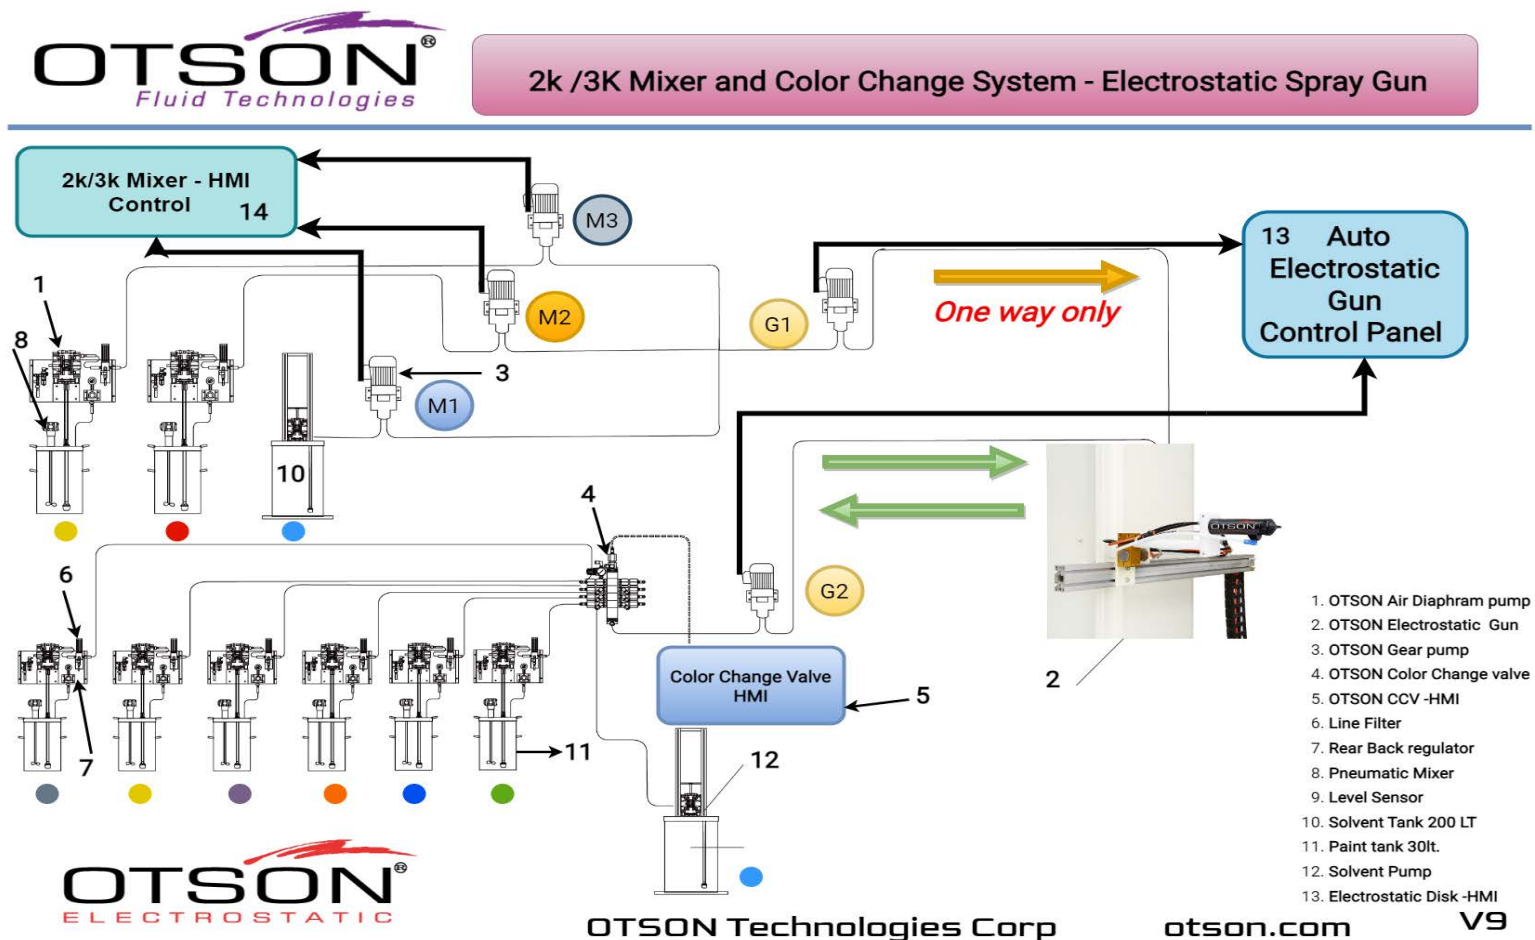 OTSON®
Fluid Technologies
2k /3K Mixer and Color Change System - Electrostatic Spray Gun
2k/3k Mixer - HMI
Control 14
M3
13 Auto
Electrostatic
Gun
Control Panel
1
M2
G1
One way only
8
3
M1
10
4
6
G2
Color Change Valve
HMI
5
2
7
11
12
OTSON
1. OTSON Air Diaphram pump
2. OTSON Electrostatic Gun
3. OTSON Gear pump
4. OTSON Color Change valve
5. OTSON CCV -HMI
6. Line Filter
7. Rear Back regulator
8. Pneumatic Mixer
9. Level Sensor
10. Solvent Tank 200 LT
11. Paint tank 30lt.
12. Solvent Pump
13. Electrostatic Disk -HMI
OTSON®
ELECTROSTATIC
OTSON Technologies Corp
otson.com
V9